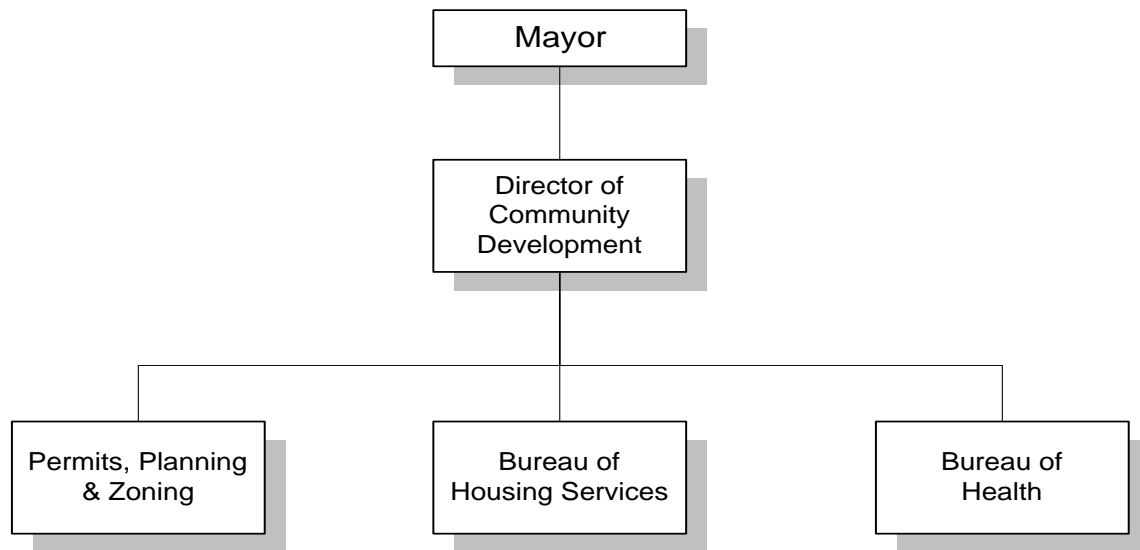 Mayor
Director of
Community
Development
Permits, Planning
& Zoning
Bureau of
Housing Services
Bureau of
Health